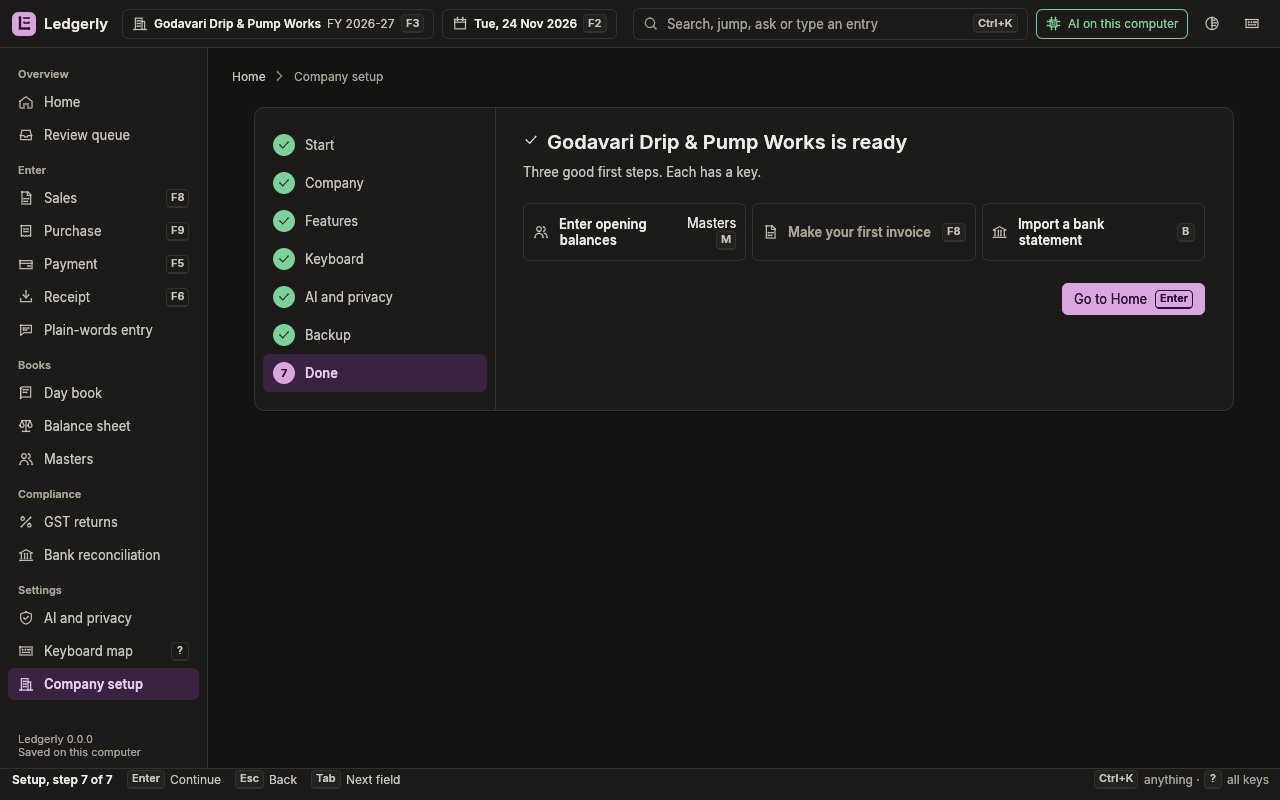 Ledgerly
Godavari Drip & Pump Works FY 2026-27 F3
Tue, 24 Nov 2026 F2
Search, jump, ask or type an entry Ctrl+K
AI on this computer
Overview
Home
Review queue
Enter
Sales F8
Purchase F9
Payment F5
Receipt F6
Plain-words entry
Books
Day book
Balance sheet
Masters
Compliance
GST returns
Bank reconciliation
Settings
AI and privacy
Keyboard map ?
Company setup
Ledgerly 0.0.0
Saved on this computer
Home Company setup
Start
Company
Features
Keyboard
AI and privacy
Backup
7 Done
Godavari Drip & Pump Works is ready
Three good first steps. Each has a key.
Enter opening
balances
Masters
M
Make your first invoice F8
Import a bank
statement
B
Go to Home Enter
Setup, step 7 of 7 Enter Continue Esc Back Tab Next field
Ctrl+K anything · ? all keys